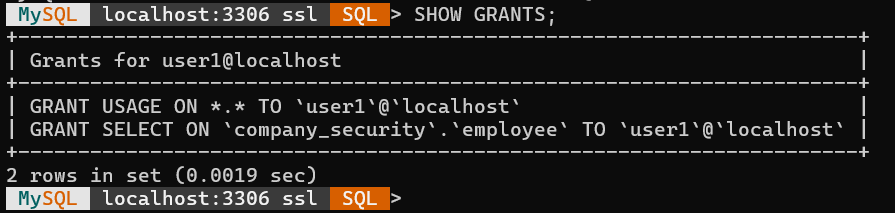 MySQL localhost:3306 ssl SQL > SHOW GRANTS;
+-----------------------------------------------------------------------+
| Grants for user1@localhost                                            |
+-----------------------------------------------------------------------+
| GRANT USAGE ON *.* TO `user1`@`localhost`                             |
| GRANT SELECT ON `company_security`.`employee` TO `user1`@`localhost` |
+-----------------------------------------------------------------------+
2 rows in set (0.0019 sec)
MySQL localhost:3306 ssl SQL >